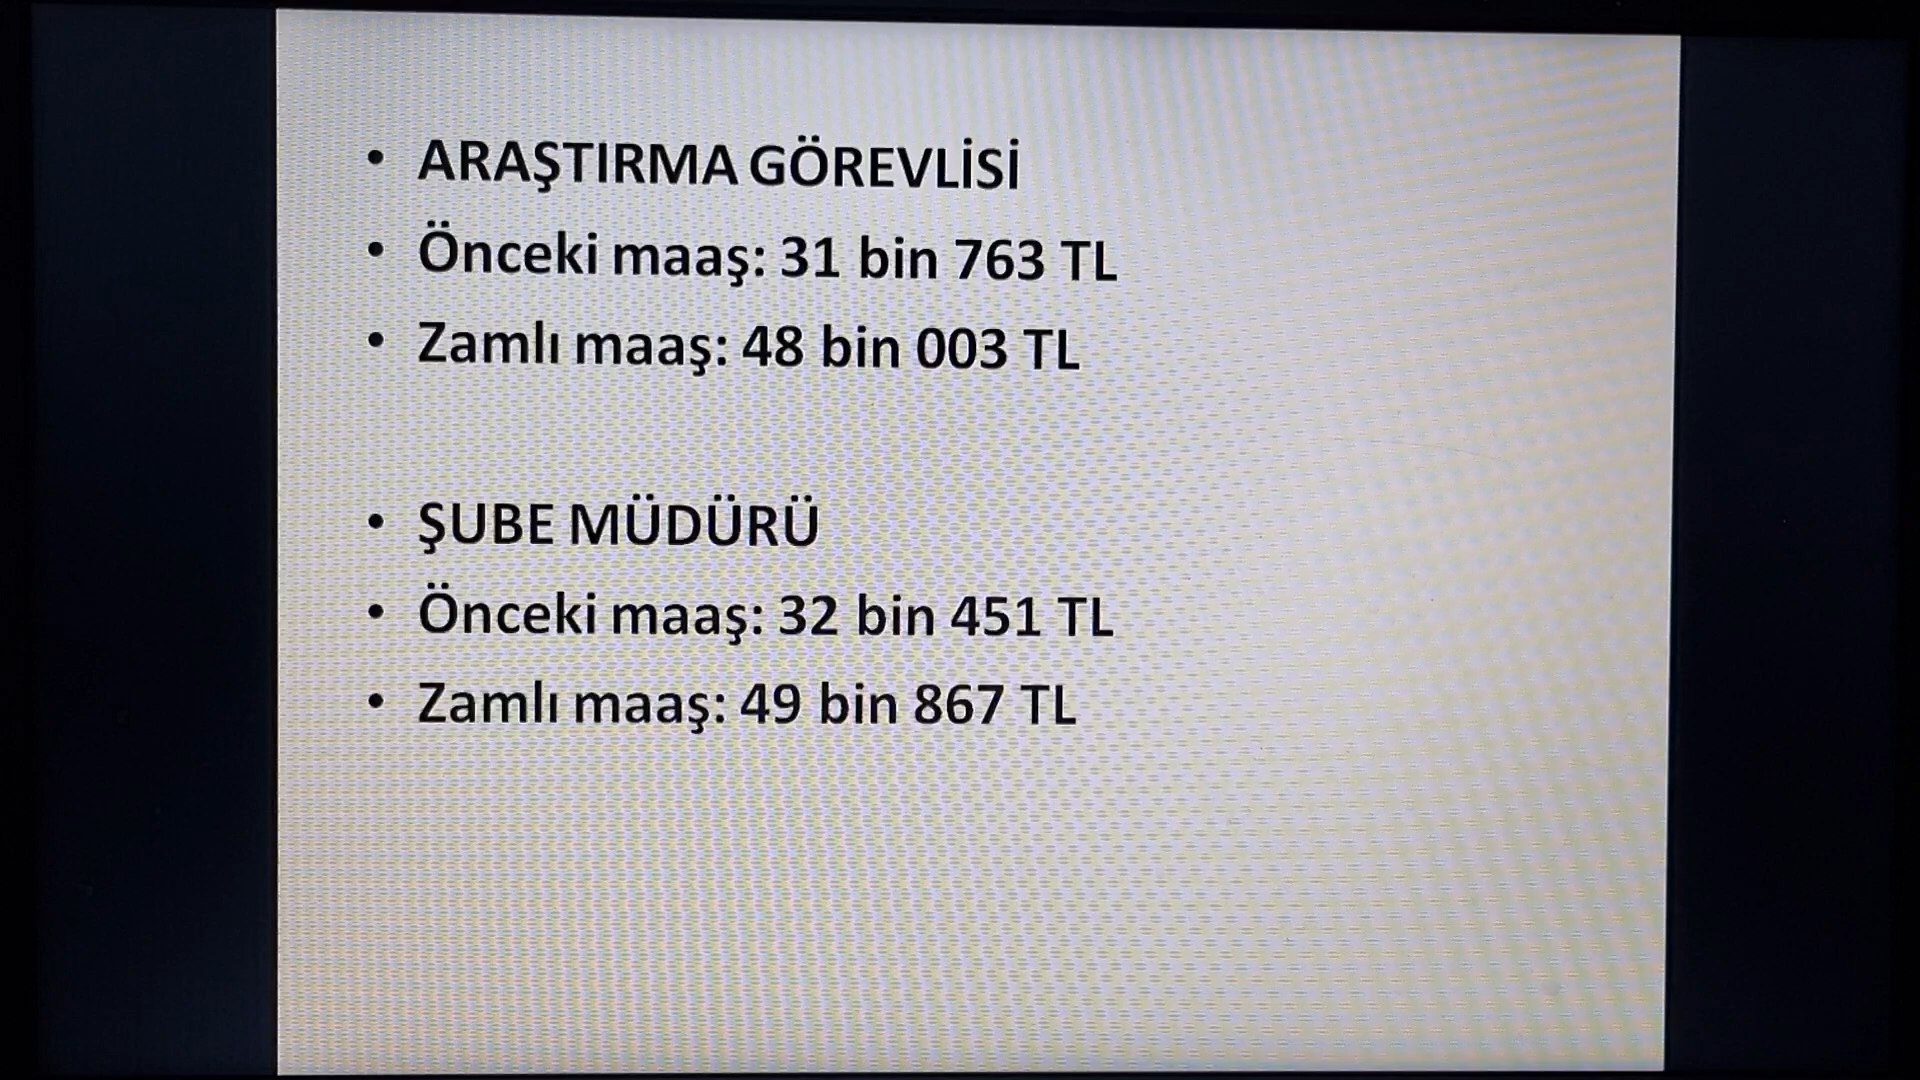 • ARAŞTIRMA GÖREVLİSİ
• Önceki maaş: 31 bin 763 TL
• Zamlı maaş: 48 bin 003 TL
• ŞUBE MÜDÜRÜ
• Önceki maaş: 32 bin 451 TL
• Zamlı maaş: 49 bin 867 TL